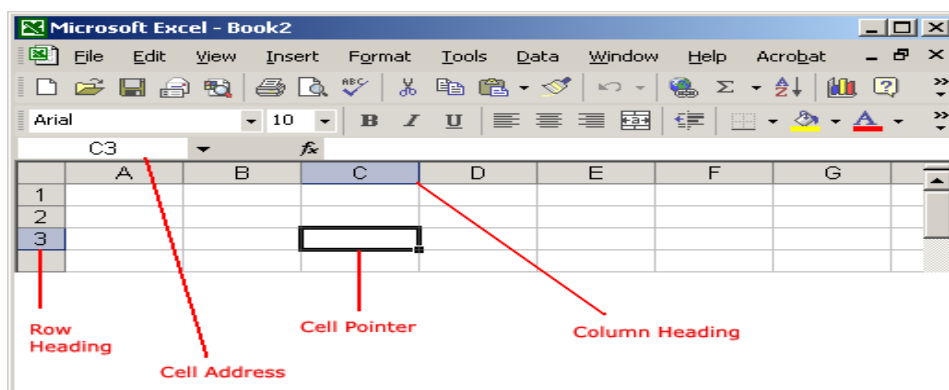 Microsoft Excel - Book2
File Edit View Insert Format Tools Data Window Help Acrobat
ABC Σ A Z ?
Arial 10 B I U a A
C3 fx
A B C D E F G
1
2
3
Row Heading
Cell Address
Cell Pointer
Column Heading